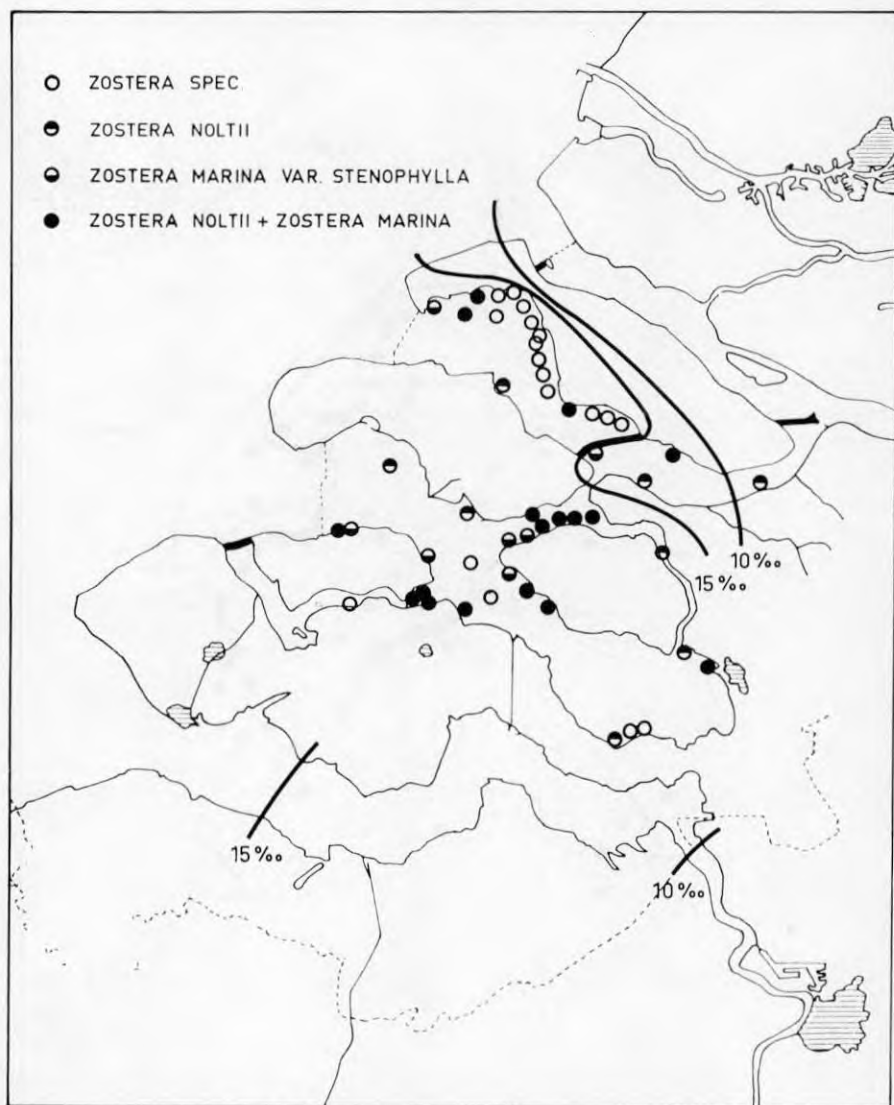 ZOSTERA SPEC
ZOSTERA NOLTII
ZOSTERA MARINA VAR. STENOPHYLLA
ZOSTERA NOLTII + ZOSTERA MARINA
10‰
15‰
15‰
10‰